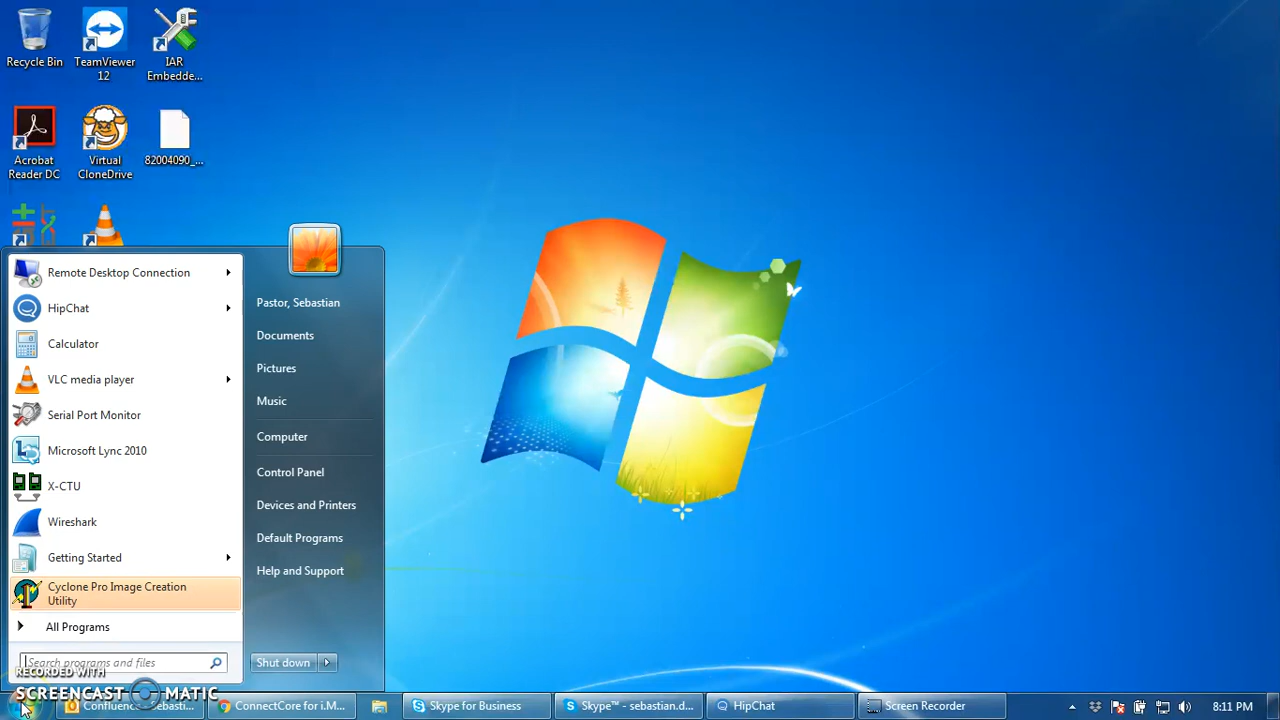 Recycle Bin
TeamViewer
12
IAR
Embedde...
Acrobat
Reader DC
Virtual
CloneDrive
82004090_...
Remote Desktop Connection
HipChat
Calculator
VLC media player
Serial Port Monitor
Microsoft Lync 2010
X-CTU
Wireshark
Getting Started
Cyclone Pro Image Creation
Utility
All Programs
Search programs and files
Pastor, Sebastian
Documents
Pictures
Music
Computer
Control Panel
Devices and Printers
Default Programs
Help and Support
Shut down
RECORDED WITH
SCREENCAST MATIC
Confluence - Sebasti...
ConnectCore for i.M...
Skype for Business
Skype™ - sebastian.d...
HipChat
Screen Recorder
8:11 PM